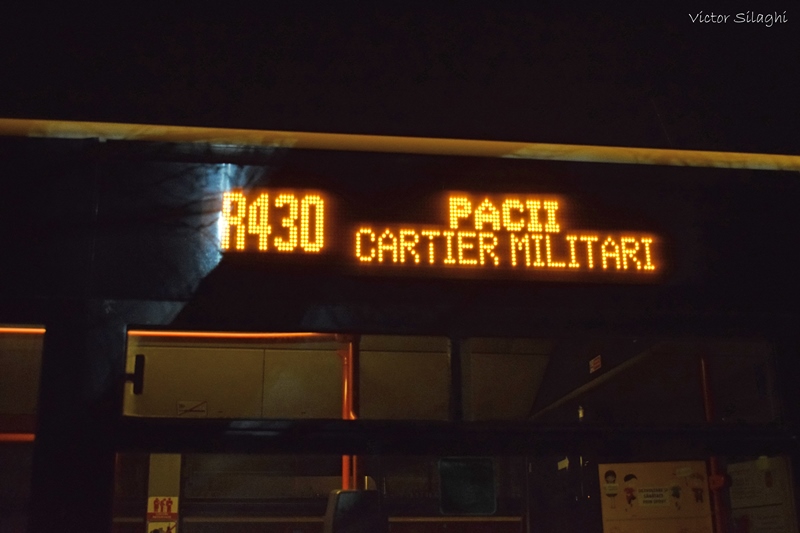 Victor Silaghi
R430
PACII
CARTIER MILITARI